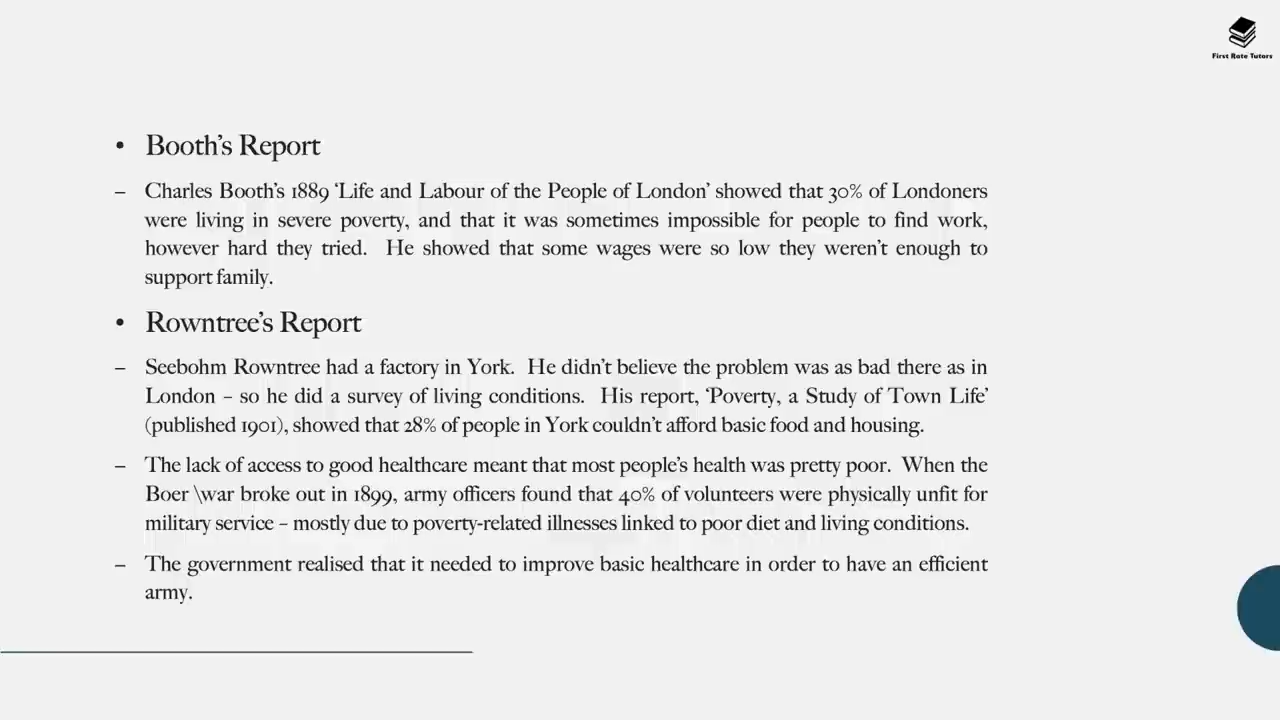 First Rate Tutors
• Booth’s Report
– Charles Booth’s 1889 ‘Life and Labour of the People of London’ showed that 30% of Londoners
were living in severe poverty, and that it was sometimes impossible for people to find work,
however hard they tried. He showed that some wages were so low they weren’t enough to
support family.
• Rowntree’s Report
– Seebohm Rowntree had a factory in York. He didn’t believe the problem was as bad there as in
London – so he did a survey of living conditions. His report, ‘Poverty, a Study of Town Life’
(published 1901), showed that 28% of people in York couldn’t afford basic food and housing.
– The lack of access to good healthcare meant that most people’s health was pretty poor. When the
Boer \war broke out in 1899, army officers found that 40% of volunteers were physically unfit for
military service – mostly due to poverty-related illnesses linked to poor diet and living conditions.
– The government realised that it needed to improve basic healthcare in order to have an efficient
army.